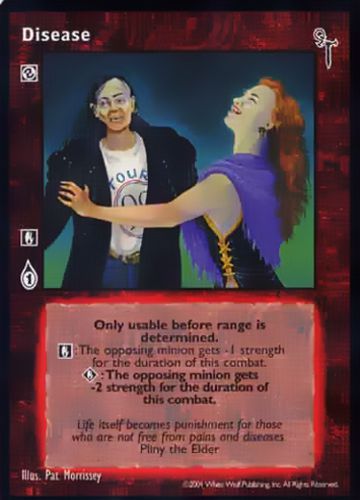 Disease
TOUR
1
Only usable before range is
determined.
: The opposing minion gets -1 strength
for the duration of this combat.
: The opposing minion gets
-2 strength for the duration of
this combat.
Life itself becomes punishment for those
who are not free from pains and diseases
Pliny the Elder
Illus. Pat Morrissey
©2004 White Wolf Publishing, Inc. All Rights Reserved.